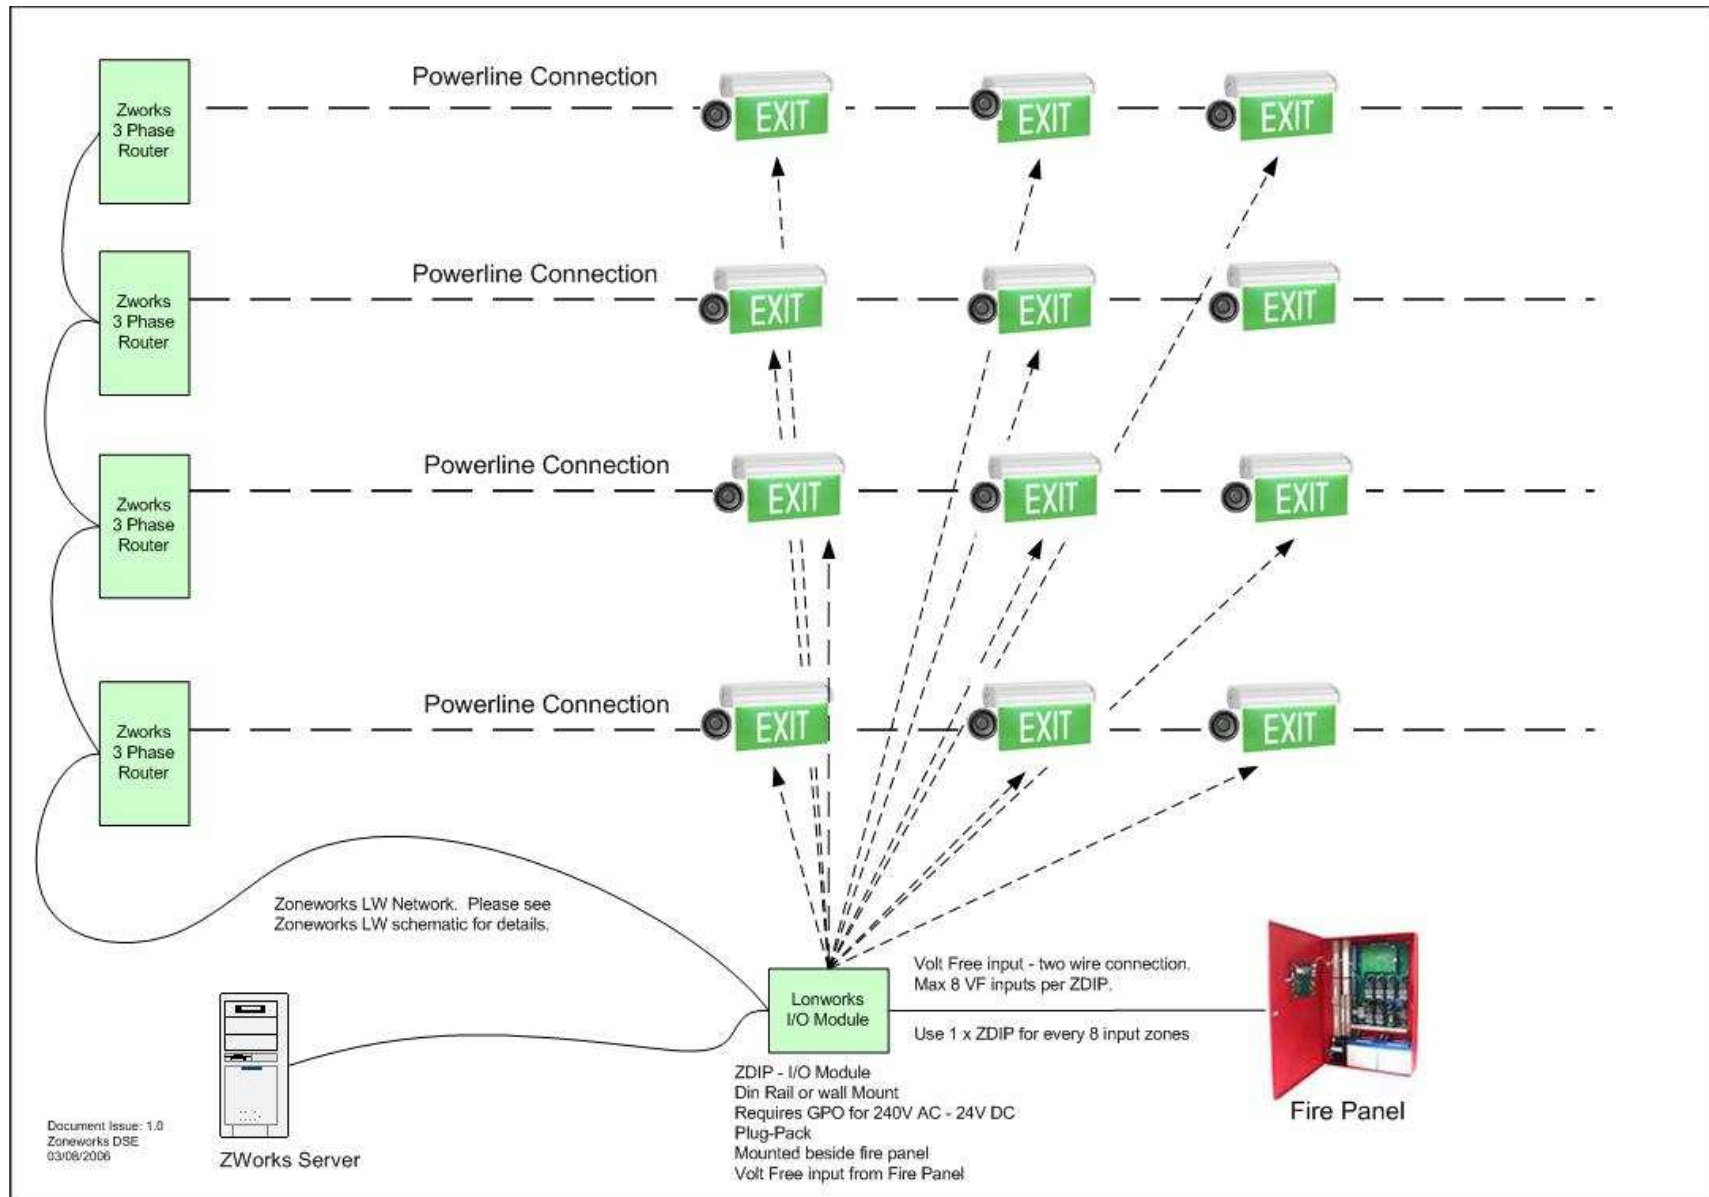 Powerline Connection
Zworks
3 Phase
Router
EXIT
EXIT
EXIT
Powerline Connection
Zworks
3 Phase
Router
EXIT
EXIT
EXIT
Powerline Connection
Zworks
3 Phase
Router
EXIT
EXIT
EXIT
Powerline Connection
Zworks
3 Phase
Router
EXIT
EXIT
EXIT
Zoneworks LW Network. Please see
Zoneworks LW schematic for details.
Lonworks
I/O Module
Volt Free input - two wire connection.
Max 8 VF inputs per ZDIP.
Use 1 x ZDIP for every 8 input zones
ZDIP - I/O Module
Din Rail or wall Mount
Requires GPO for 240V AC - 24V DC
Plug-Pack
Mounted beside fire panel
Volt Free input from Fire Panel
Fire Panel
ZWorks Server
Document Issue: 1.0
Zoneworks DSE
03/08/2006